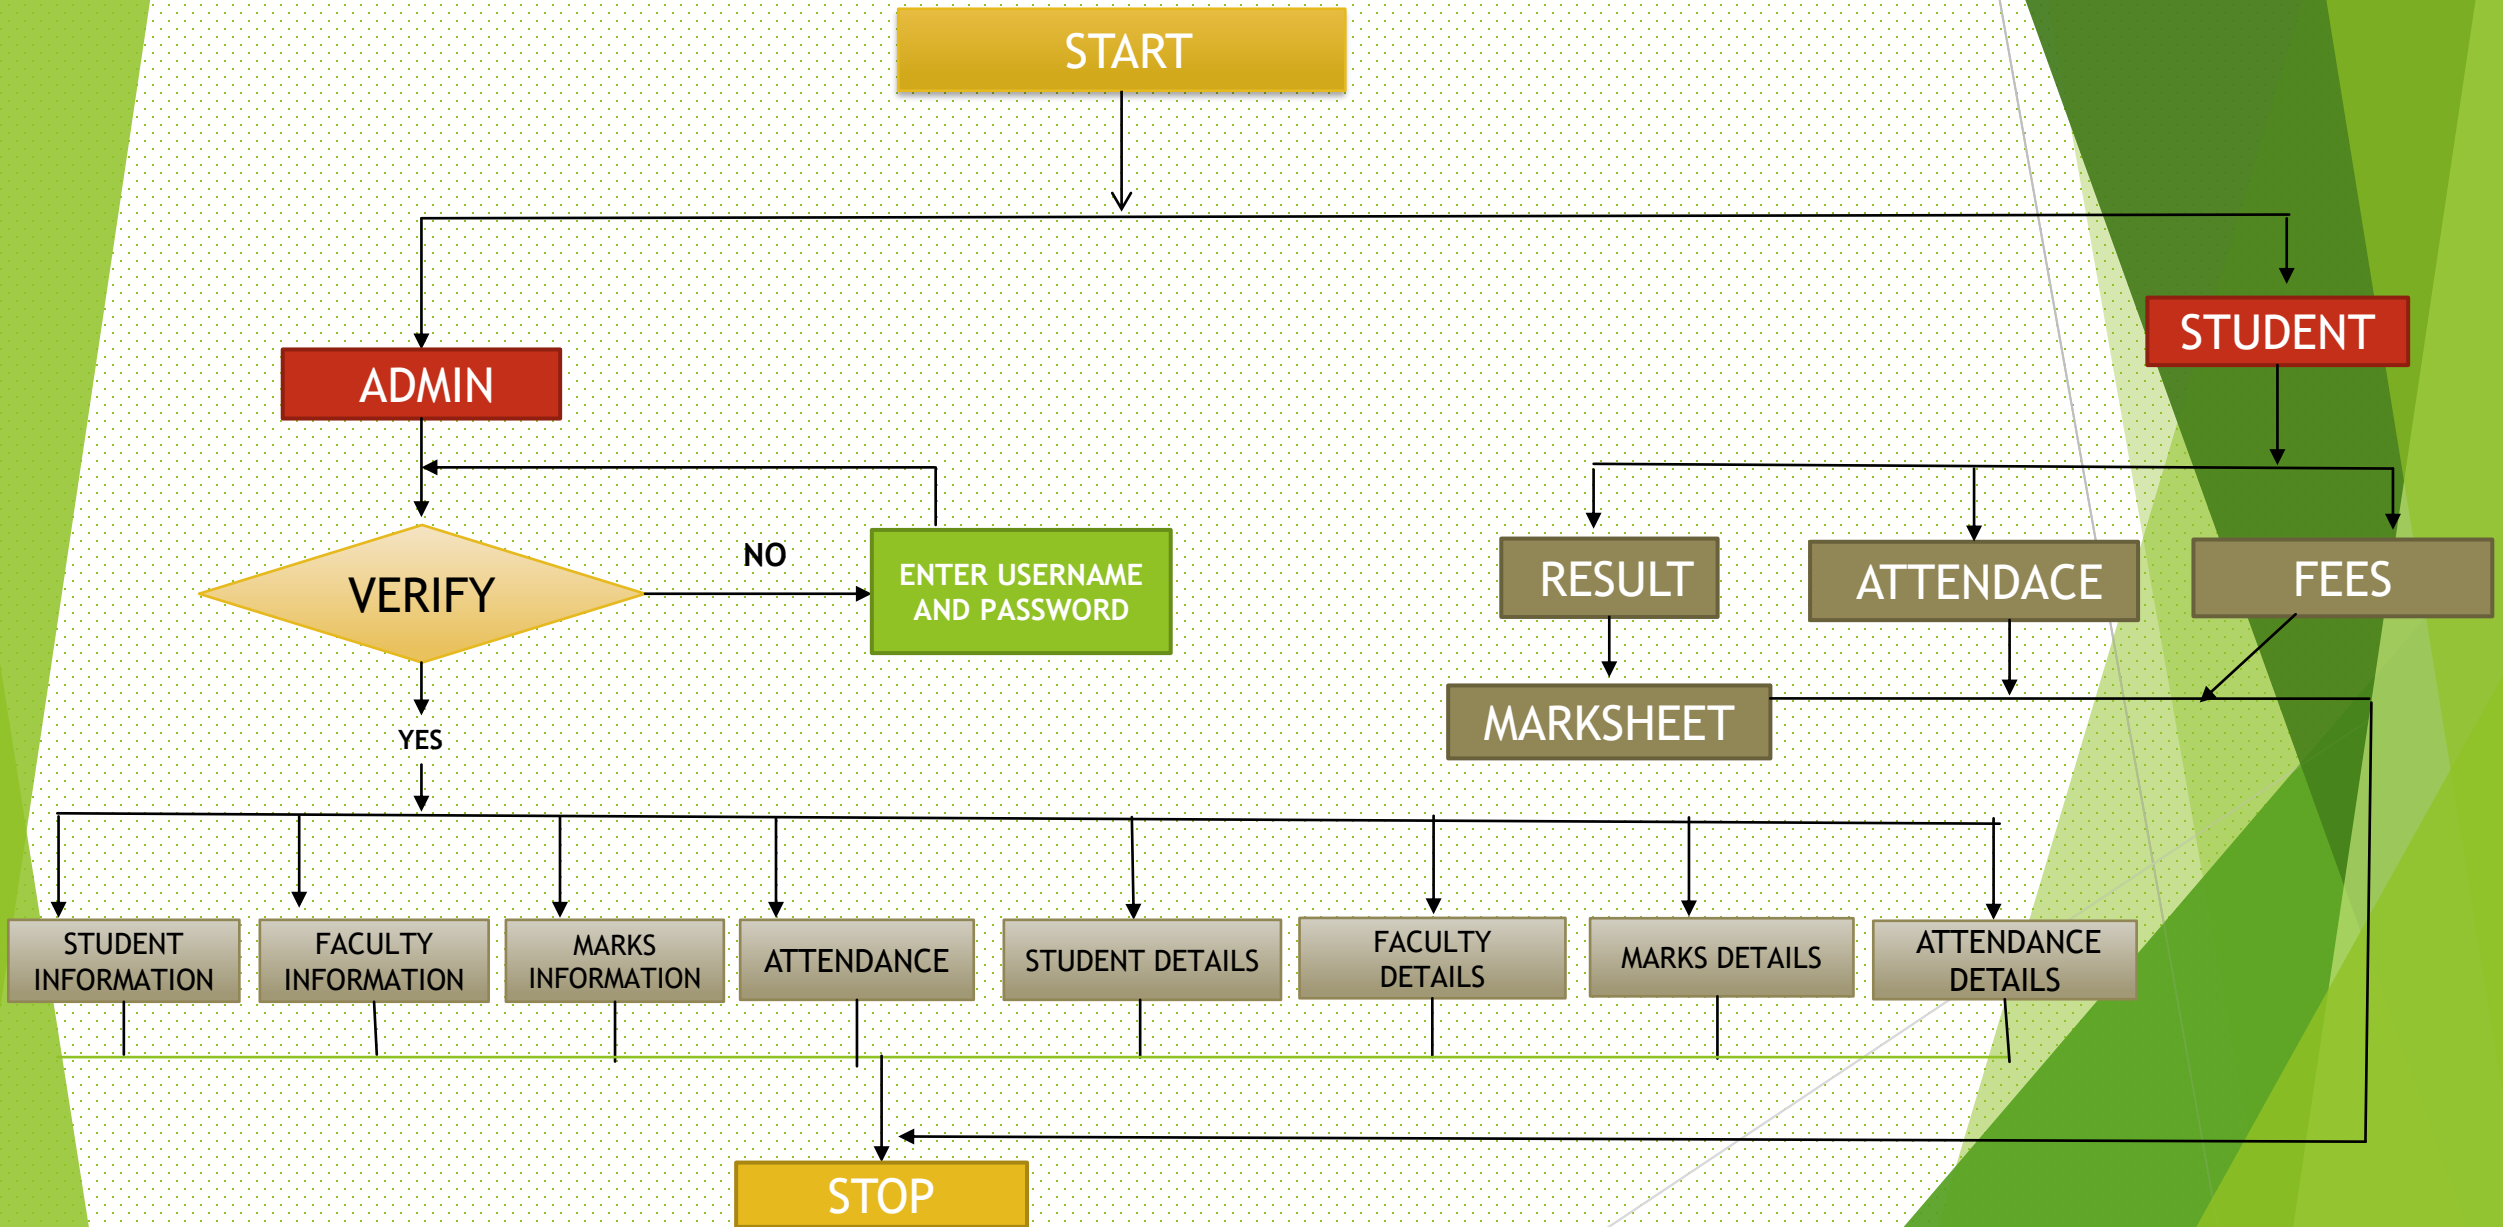 START
STUDENT
ADMIN
NO
ENTER USERNAME
AND PASSWORD
VERIFY
RESULT
ATTENDACE
FEES
MARKSHEET
YES
STUDENT
INFORMATION
FACULTY
INFORMATION
MARKS
INFORMATION
ATTENDANCE
STUDENT DETAILS
FACULTY
DETAILS
MARKS DETAILS
ATTENDANCE
DETAILS
STOP